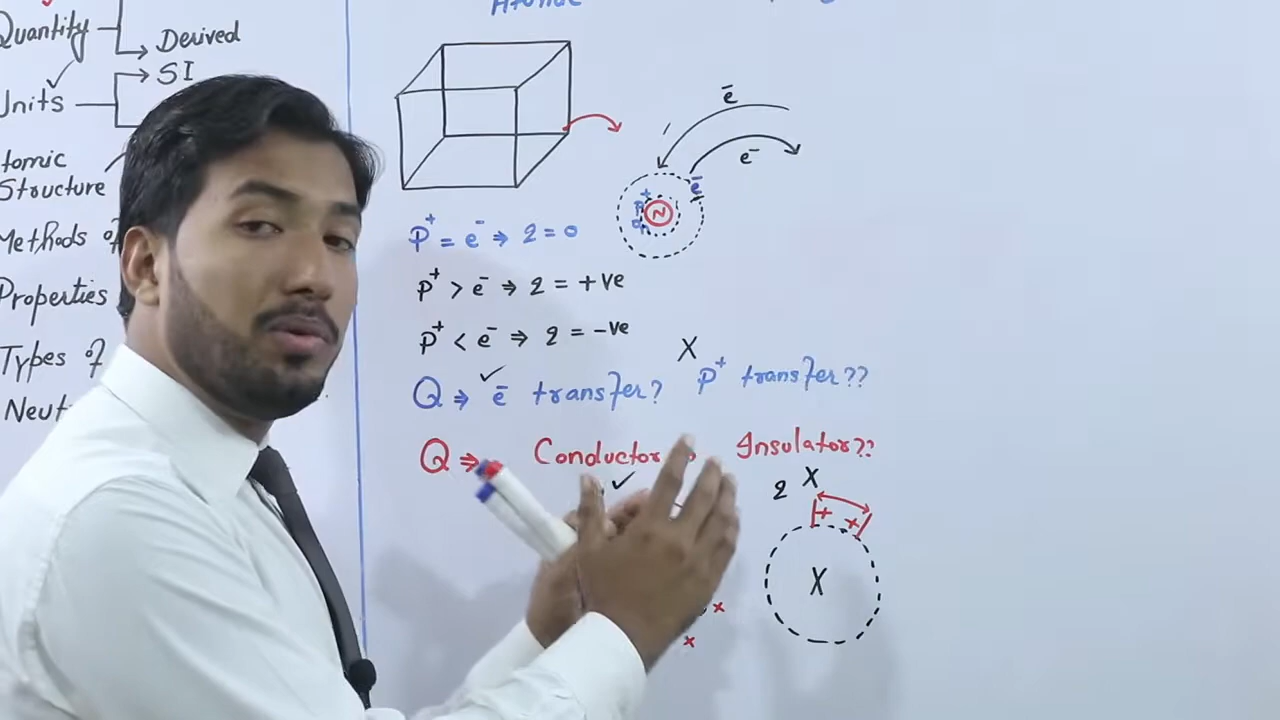 Quantity
Derived
SI
Units
Atomic
Structure
Methods of
Properties
Types of
Neut
ē
e⁻
ē
N
P⁺ = e⁻ ⇒ q = 0
P⁺ > e⁻ ⇒ q = +ve
P⁺ < e⁻ ⇒ q = -ve
X
Q ⇒ ē transfer? P⁺ transfer??
✓
Q ⇒ Conductor Insulator??
✓
q X
+ x
X
x
x